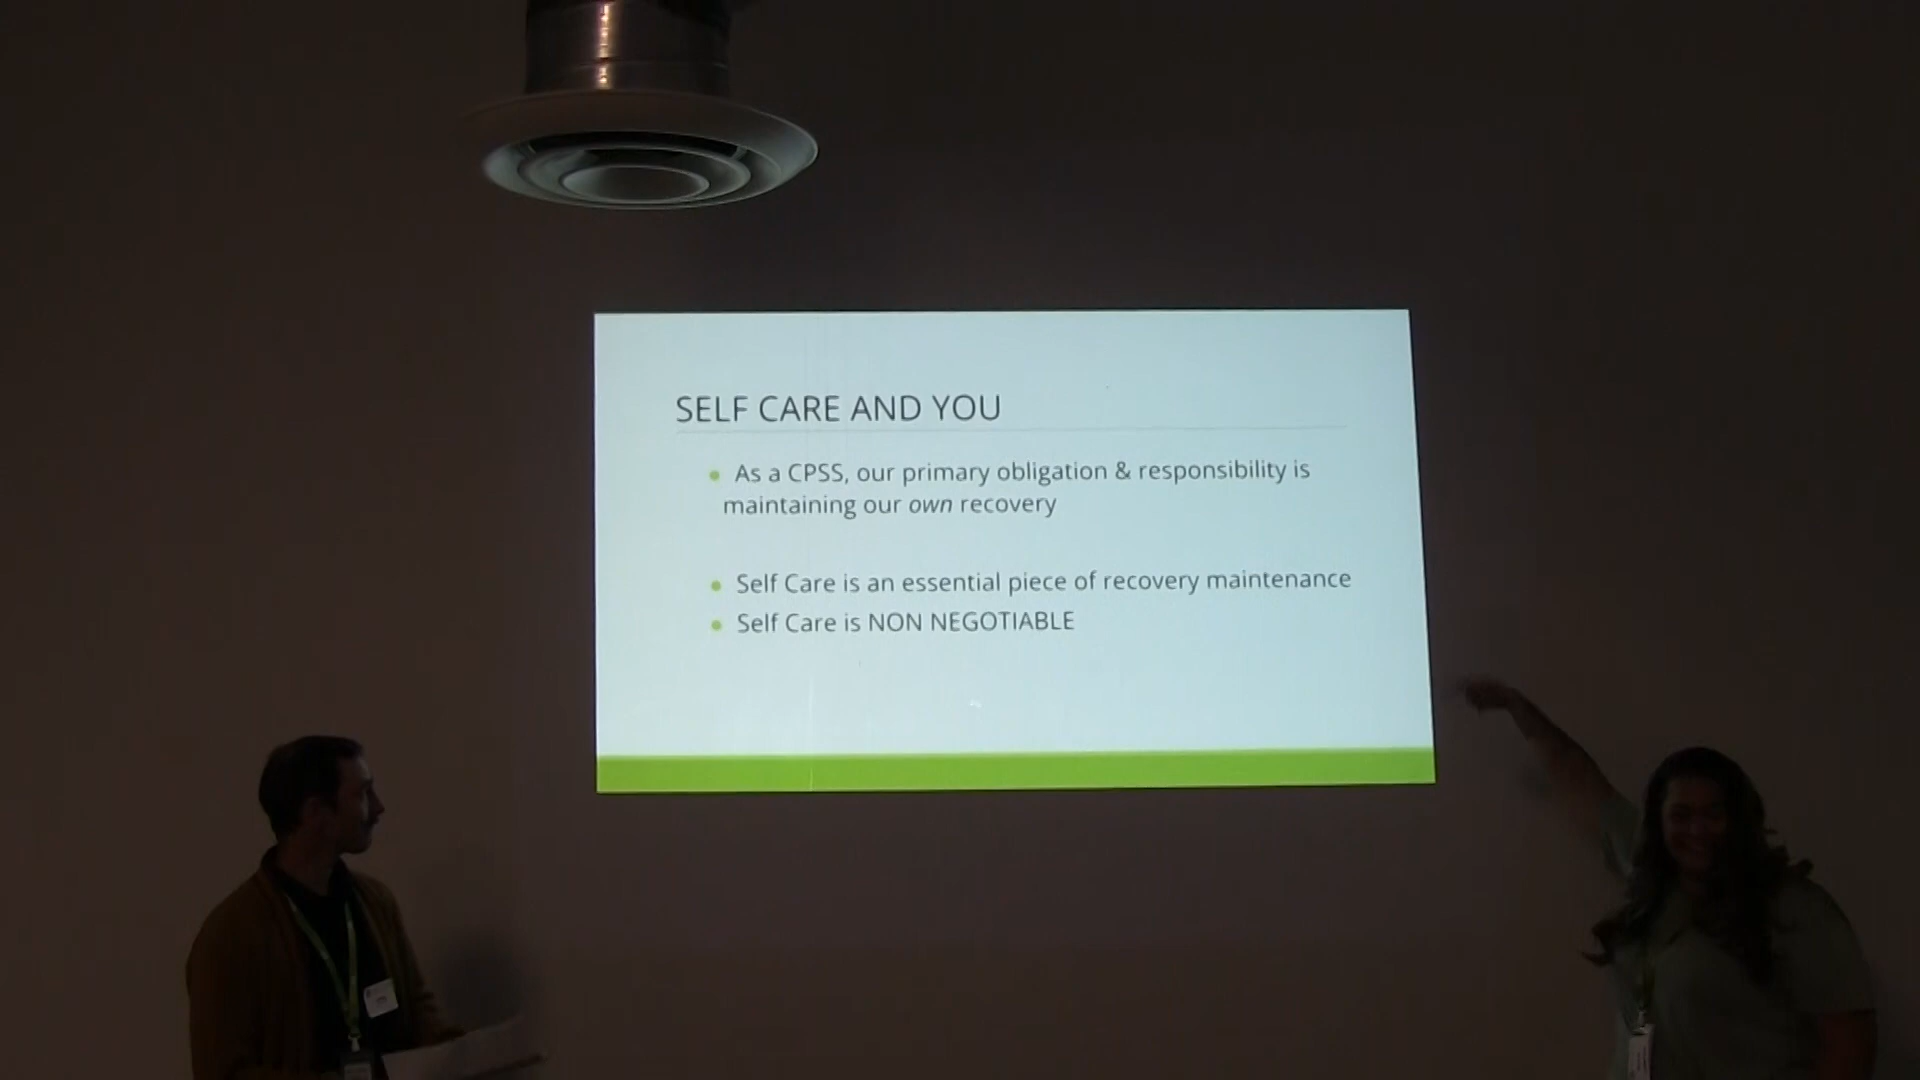 SELF CARE AND YOU
As a CPSS, our primary obligation & responsibility is
maintaining our own recovery
Self Care is an essential piece of recovery maintenance
Self Care is NON NEGOTIABLE